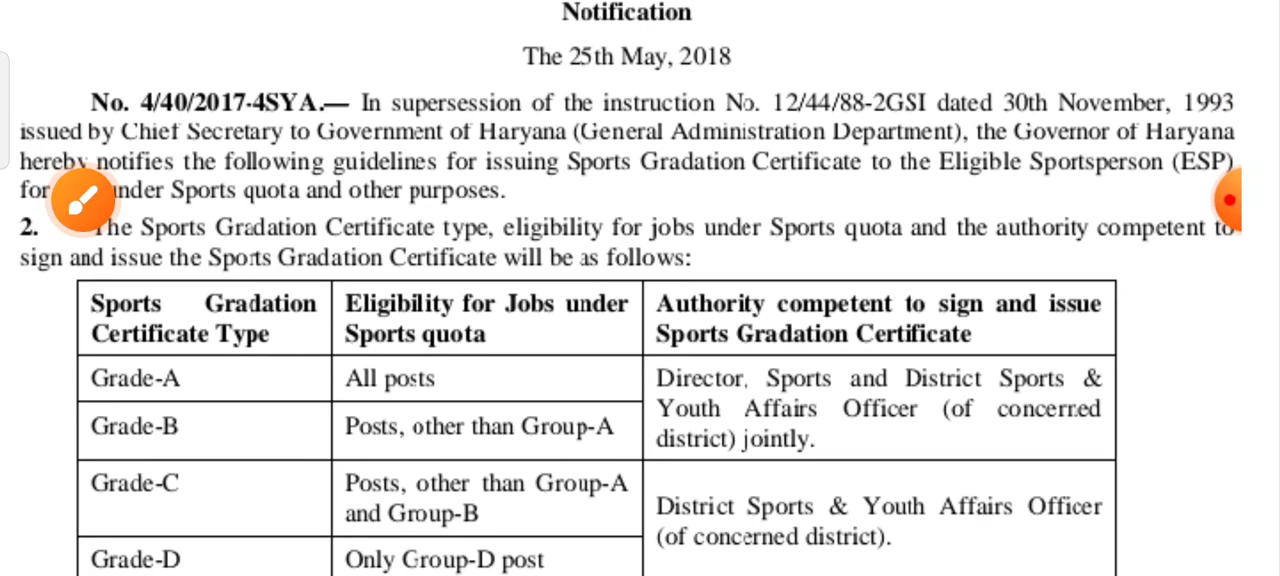 Notification
The 25th May, 2018
No. 4/40/2017-4SYA.— In supersession of the instruction No. 12/44/88-2GSI dated 30th November, 1993
issued by Chief Secretary to Government of Haryana (General Administration Department), the Governor of Haryana
hereby notifies the following guidelines for issuing Sports Gradation Certificate to the Eligible Sportsperson (ESP)
for under Sports quota and other purposes.
2. The Sports Gradation Certificate type, eligibility for jobs under Sports quota and the authority competent to
sign and issue the Sports Gradation Certificate will be as follows:
Sports Gradation Eligibility for Jobs under Authority competent to sign and issue
Certificate Type Sports quota Sports Gradation Certificate
Grade-A All posts Director, Sports and District Sports &
Youth Affairs Officer (of concerned
Grade-B Posts, other than Group-A
district) jointly.
Grade-C Posts, other than Group-A
and Group-B
District Sports & Youth Affairs Officer
(of concerned district).
Grade-D Only Group-D post